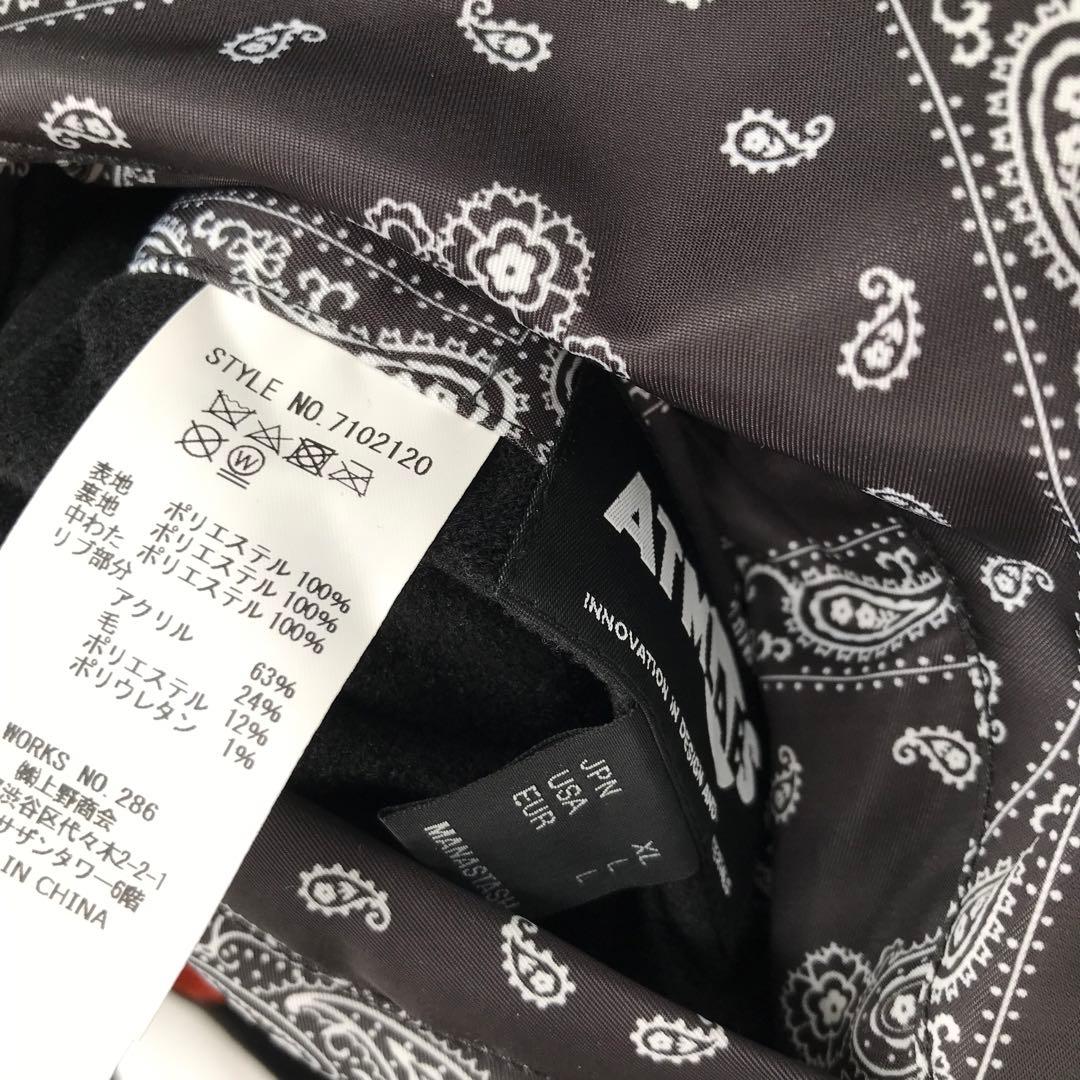 STYLE NO.7102120
W
表地 ポリエステル 100%
裏地 ポリエステル 100%
中わた ポリエステル 100%
リブ部分
アクリル 63%
毛 24%
ポリエステル 12%
ポリウレタン 1%
WORKS NO.286
㈱上野商会
渋谷区代々木2-2-1
サザンタワー6階
IN CHINA
INNOVATION IN DESIGN AND
JPN XL
USA L
EUR L
MANASTASH